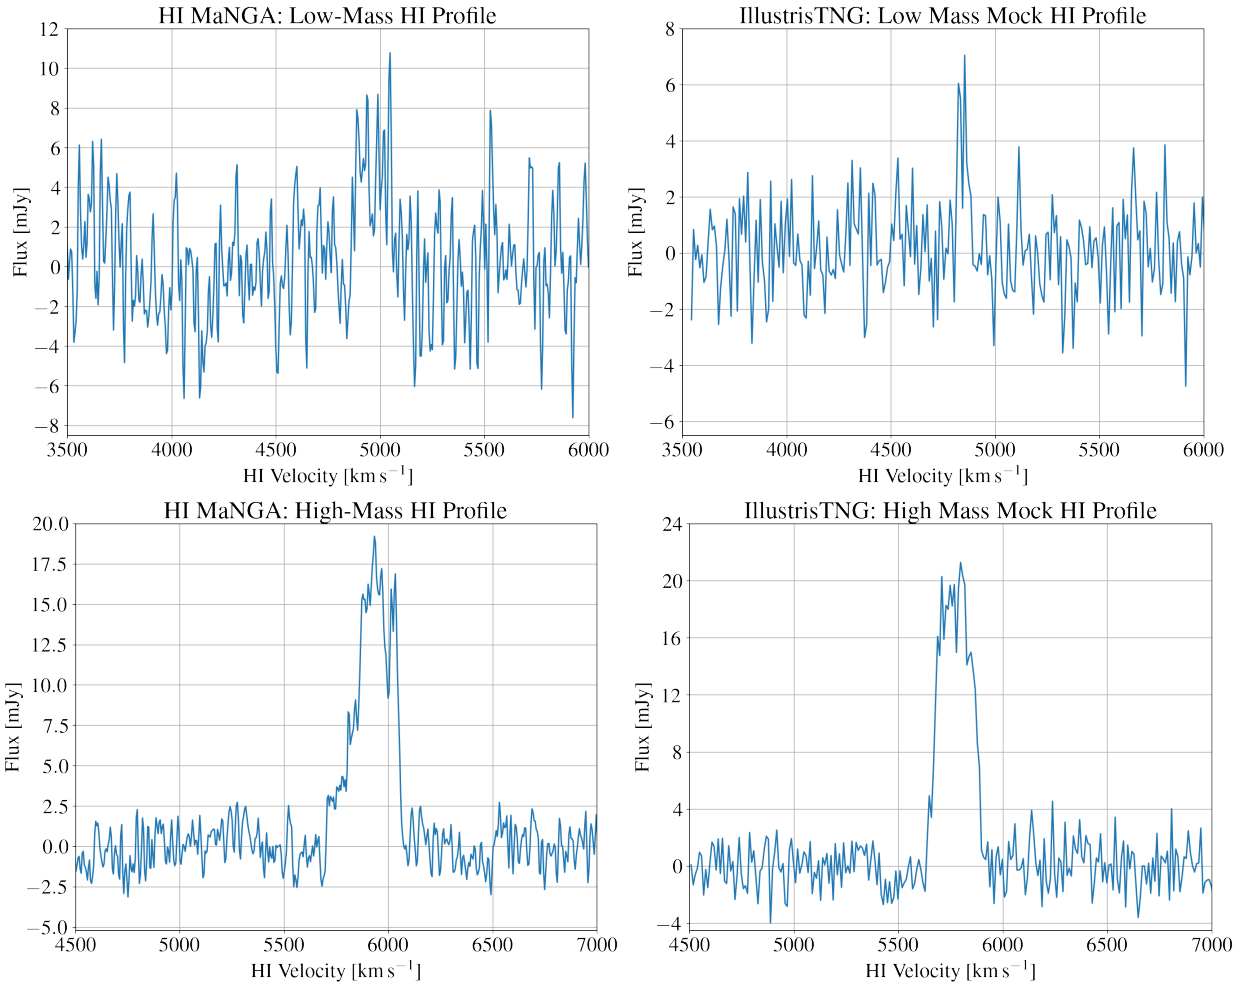 HI MaNGA: Low-Mass HI Profile
12
10
8
6
4
2
0
−2
−4
−6
−8
Flux [mJy]
3500 4000 4500 5000 5500 6000
HI Velocity [km s⁻¹]
IllustrisTNG: Low Mass Mock HI Profile
8
6
4
2
0
−2
−4
−6
Flux [mJy]
3500 4000 4500 5000 5500 6000
HI Velocity [km s⁻¹]
HI MaNGA: High-Mass HI Profile
20.0
17.5
15.0
12.5
10.0
7.5
5.0
2.5
0.0
−2.5
−5.0
Flux [mJy]
4500 5000 5500 6000 6500 7000
HI Velocity [km s⁻¹]
IllustrisTNG: High Mass Mock HI Profile
24
20
16
12
8
4
0
−4
Flux [mJy]
4500 5000 5500 6000 6500 7000
HI Velocity [km s⁻¹]